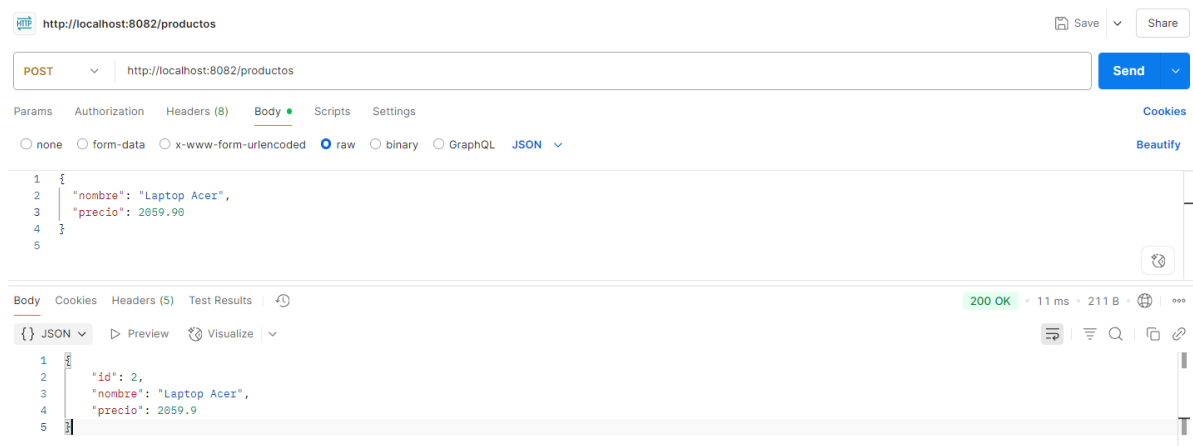 HTTP http://localhost:8082/productos Save Share
POST http://localhost:8082/productos Send
Params Authorization Headers (8) Body Scripts Settings Cookies
none form-data x-www-form-urlencoded raw binary GraphQL JSON Beautify
1 {
2 "nombre": "Laptop Acer",
3 "precio": 2059.90
4 }
5
Body Cookies Headers (5) Test Results 200 OK • 11 ms • 211 B
{} JSON Preview Visualize
1 {
2 "id": 2,
3 "nombre": "Laptop Acer",
4 "precio": 2059.9
5 }